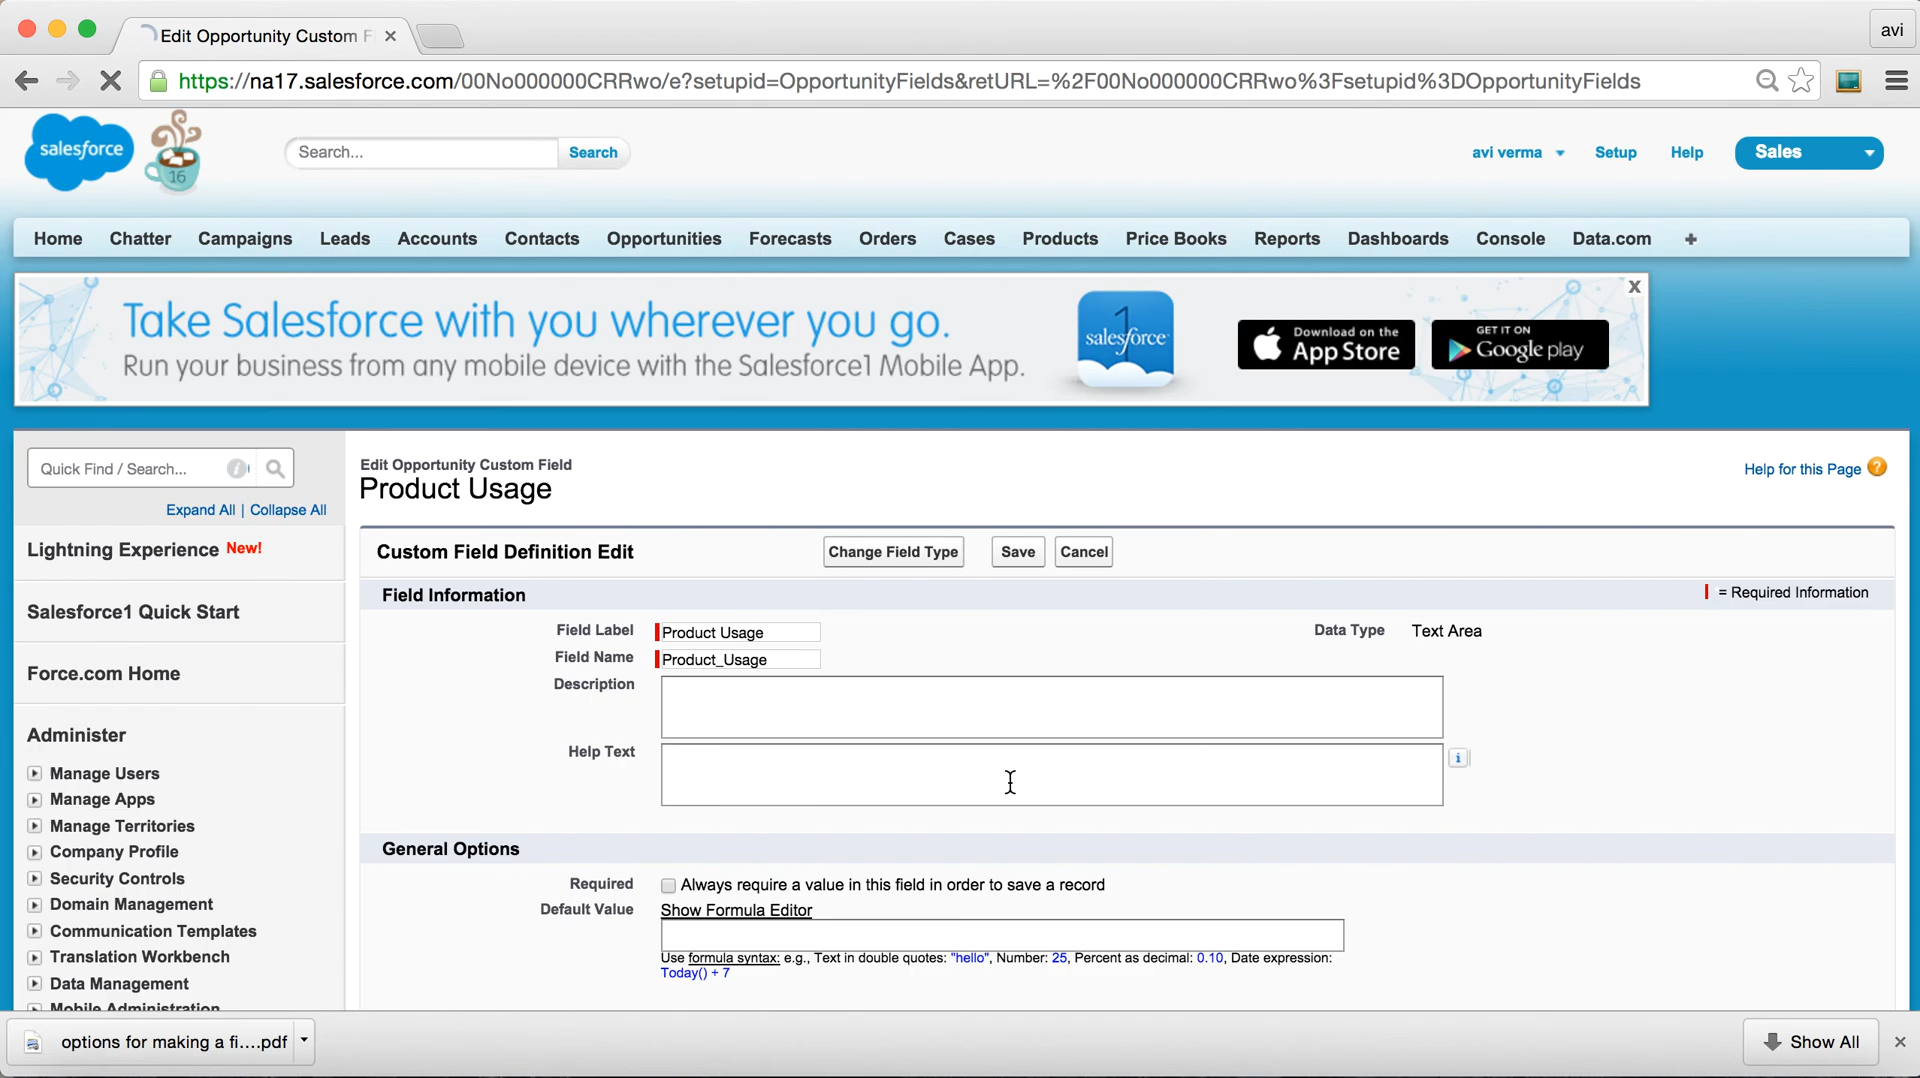 Edit Opportunity Custom F
avi
https://na17.salesforce.com/00No000000CRRwo/e?setupid=OpportunityFields&retURL=%2F00No000000CRRwo%3Fsetupid%3DOpportunityFields
salesforce
16
Search...
Search
avi verma
Setup
Help
Sales
Home Chatter Campaigns Leads Accounts Contacts Opportunities Forecasts Orders Cases Products Price Books Reports Dashboards Console Data.com +
Take Salesforce with you wherever you go.
Run your business from any mobile device with the Salesforce1 Mobile App.
1
salesforce
Download on the
App Store
GET IT ON
Google play
X
Quick Find / Search...
Expand All | Collapse All
Lightning Experience New!
Salesforce1 Quick Start
Force.com Home
Administer
Manage Users
Manage Apps
Manage Territories
Company Profile
Security Controls
Domain Management
Communication Templates
Translation Workbench
Data Management
Mobile Administration
Edit Opportunity Custom Field
Product Usage
Help for this Page ?
Custom Field Definition Edit
Change Field Type
Save
Cancel
Field Information
= Required Information
Field Label Product Usage
Data Type Text Area
Field Name Product_Usage
Description
Help Text
i
General Options
Required Always require a value in this field in order to save a record
Default Value Show Formula Editor
Use formula syntax: e.g., Text in double quotes: "hello", Number: 25, Percent as decimal: 0.10, Date expression:
Today() + 7
options for making a fi....pdf
Show All